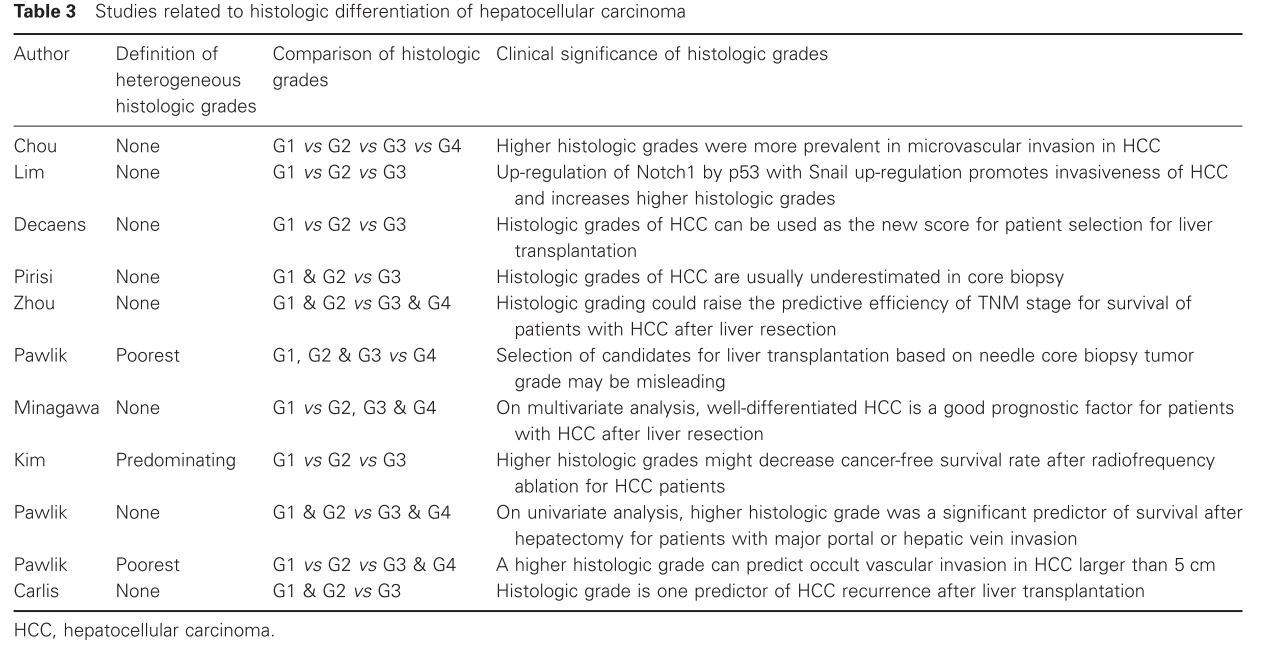 Table 3 Studies related to histologic differentiation of hepatocellular carcinoma
Author Definition of heterogeneous histologic grades Comparison of histologic grades Clinical significance of histologic grades
Chou None G1 vs G2 vs G3 vs G4 Higher histologic grades were more prevalent in microvascular invasion in HCC
Lim None G1 vs G2 vs G3 Up-regulation of Notch1 by p53 with Snail up-regulation promotes invasiveness of HCC
and increases higher histologic grades
Decaens None G1 vs G2 vs G3 Histologic grades of HCC can be used as the new score for patient selection for liver
transplantation
Pirisi None G1 & G2 vs G3 Histologic grades of HCC are usually underestimated in core biopsy
Zhou None G1 & G2 vs G3 & G4 Histologic grading could raise the predictive efficiency of TNM stage for survival of
patients with HCC after liver resection
Pawlik Poorest G1, G2 & G3 vs G4 Selection of candidates for liver transplantation based on needle core biopsy tumor
grade may be misleading
Minagawa None G1 vs G2, G3 & G4 On multivariate analysis, well-differentiated HCC is a good prognostic factor for patients
with HCC after liver resection
Kim Predominating G1 vs G2 vs G3 Higher histologic grades might decrease cancer-free survival rate after radiofrequency
ablation for HCC patients
Pawlik None G1 & G2 vs G3 & G4 On univariate analysis, higher histologic grade was a significant predictor of survival after
hepatectomy for patients with major portal or hepatic vein invasion
Pawlik Poorest G1 vs G2 vs G3 & G4 A higher histologic grade can predict occult vascular invasion in HCC larger than 5 cm
Carlis None G1 & G2 vs G3 Histologic grade is one predictor of HCC recurrence after liver transplantation
HCC, hepatocellular carcinoma.